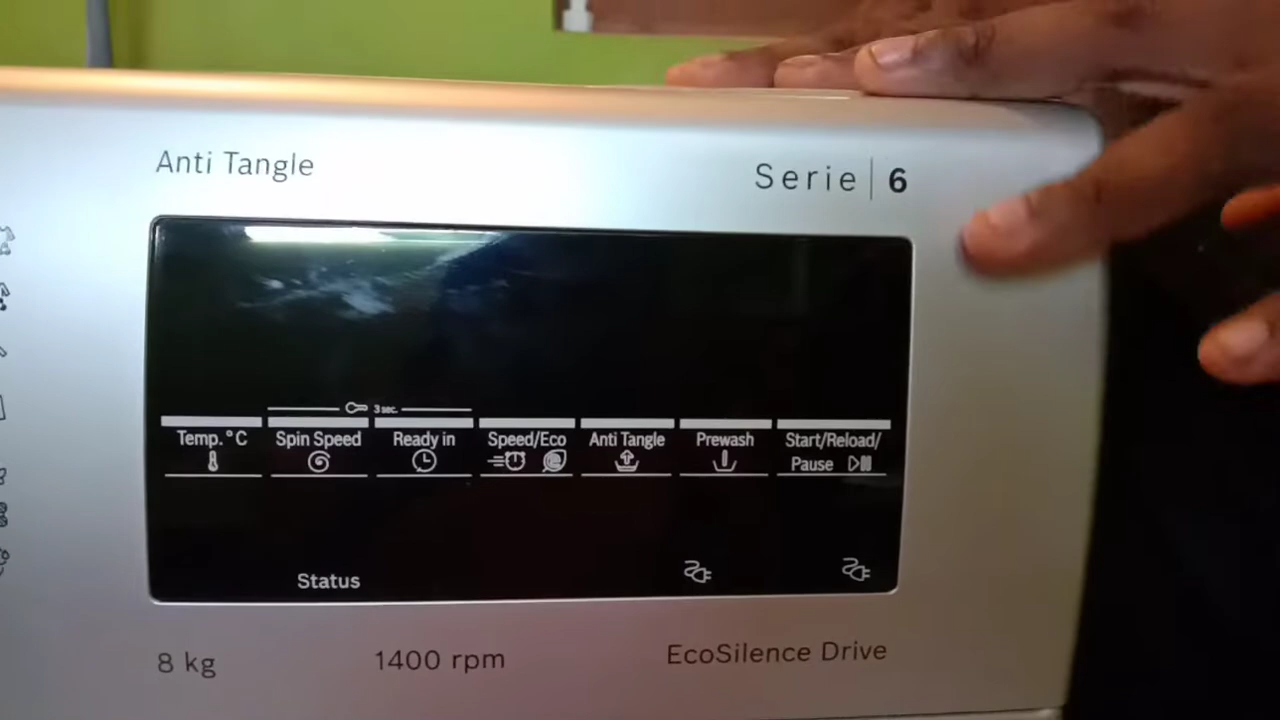 Anti Tangle
Serie | 6
3 sec.
Temp. °C
Spin Speed
Ready in
Speed/Eco
Anti Tangle
Prewash
Start/Reload/
Pause
Status
8 kg
1400 rpm
EcoSilence Drive